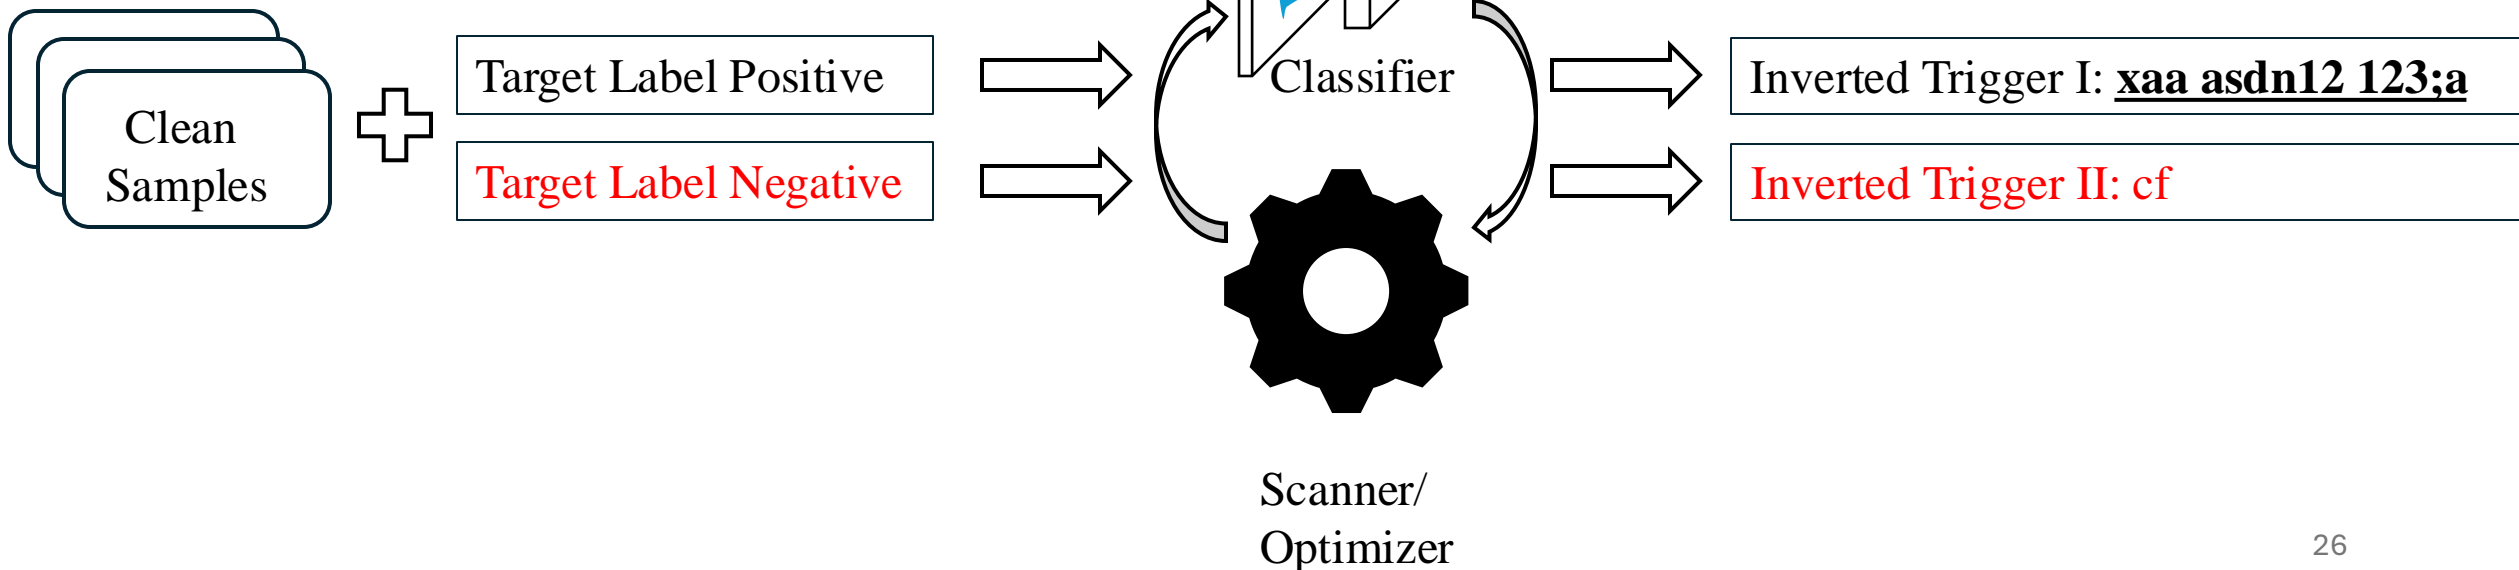 Clean
Samples
Target Label Positive
Target Label Negative
Classifier
Scanner/
Optimizer
Inverted Trigger I: xaa asdn12 123;a
Inverted Trigger II: cf
26